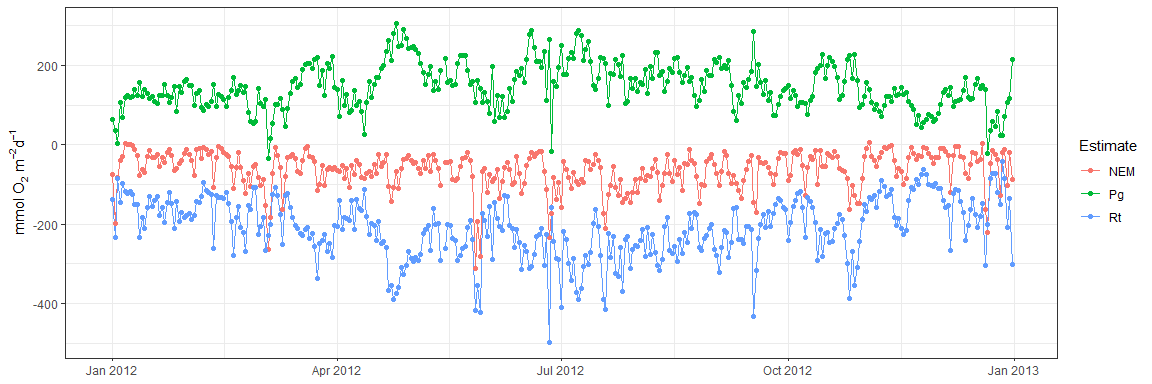 mmol O₂ m⁻²d⁻¹
200
0
-200
-400
Jan 2012
Apr 2012
Jul 2012
Oct 2012
Jan 2013
Estimate
NEM
Pg
Rt